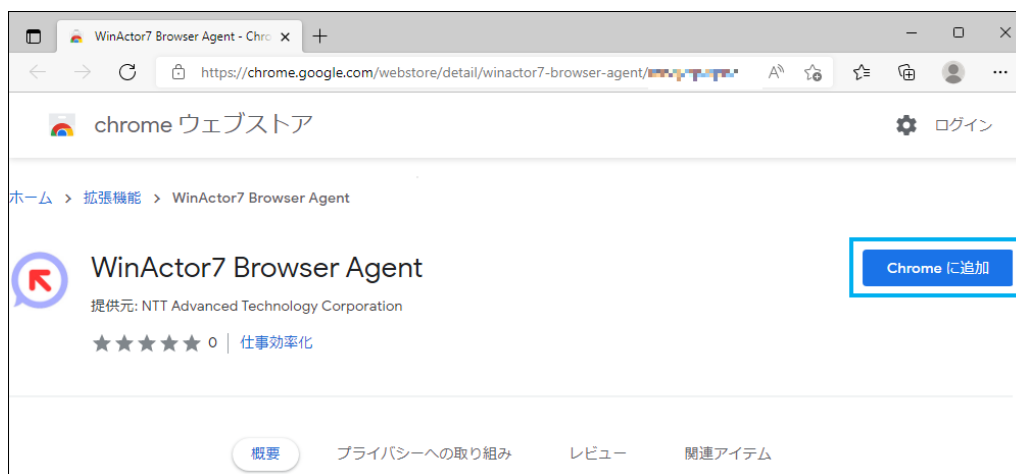 WinActor7 Browser Agent - Chro
https://chrome.google.com/webstore/detail/winactor7-browser-agent/
chrome ウェブストア
ログイン
ホーム > 拡張機能 > WinActor7 Browser Agent
WinActor7 Browser Agent
Chrome に追加
提供元: NTT Advanced Technology Corporation
★★★★★ 0 | 仕事効率化
概要 プライバシーへの取り組み レビュー 関連アイテム